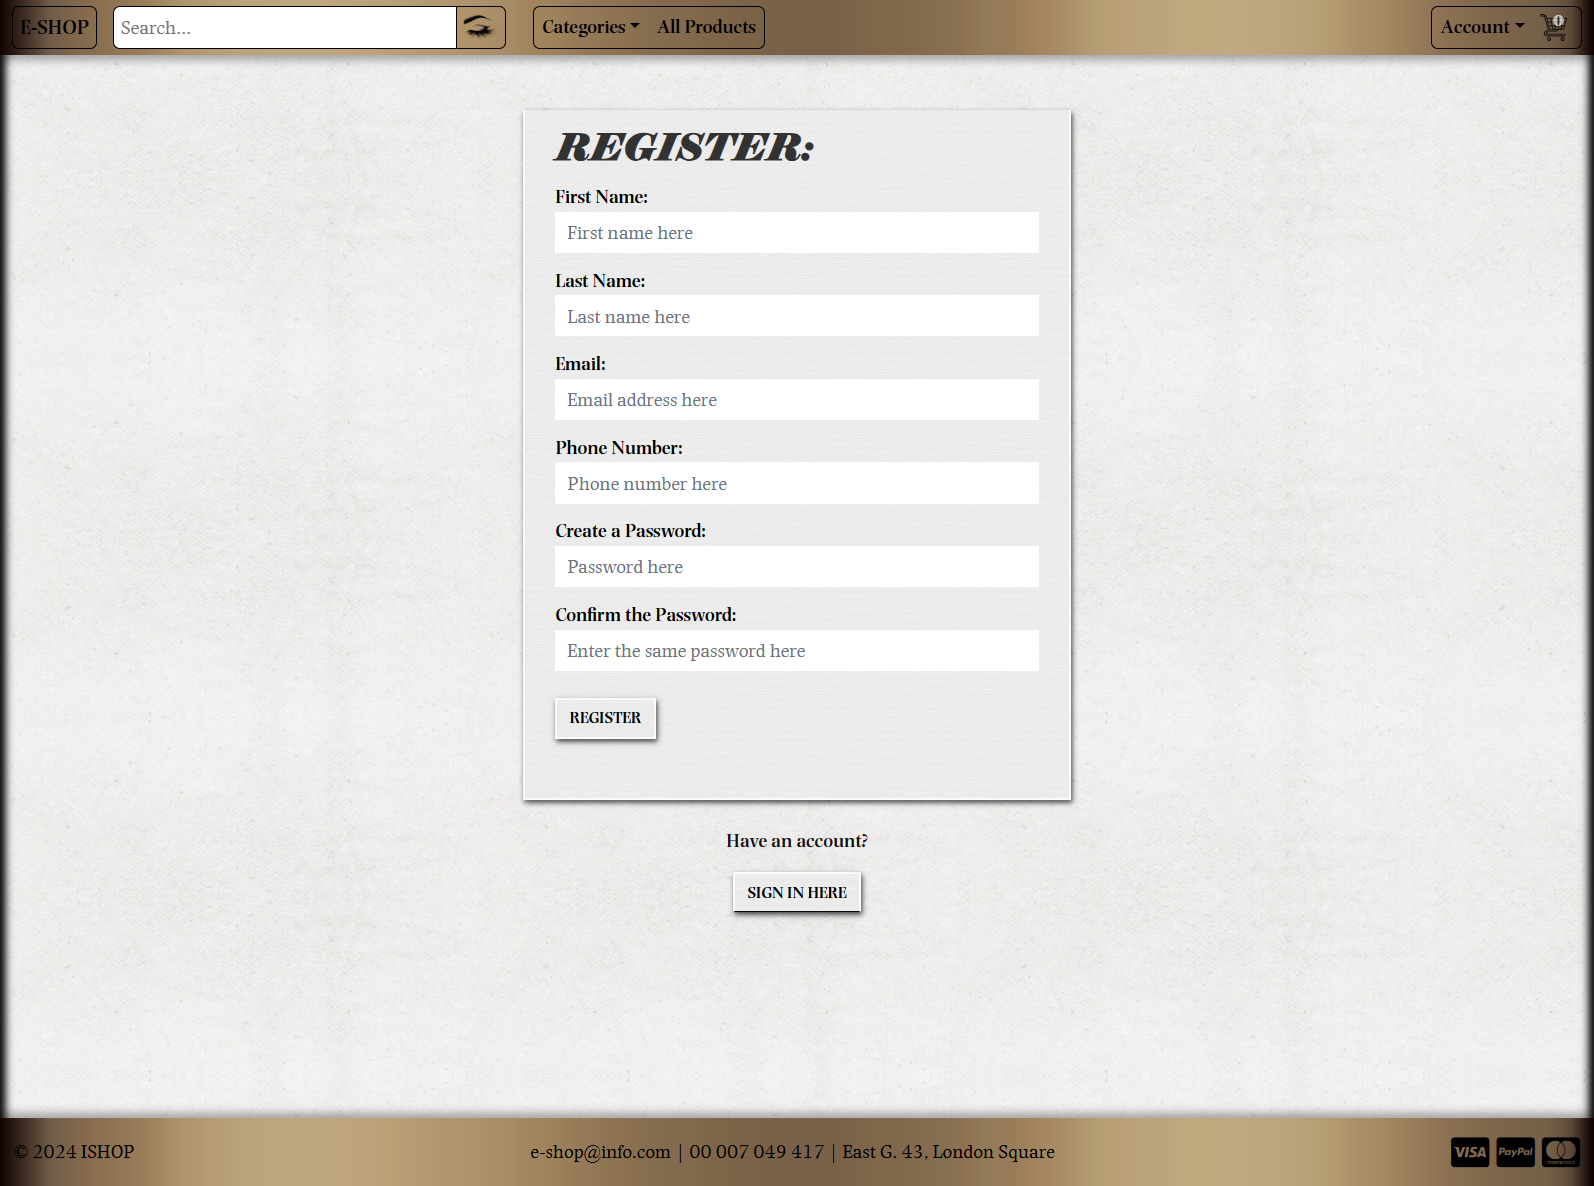 E-SHOP
Search...
Categories
All Products
Account
REGISTER:
First Name:
First name here
Last Name:
Last name here
Email:
Email address here
Phone Number:
Phone number here
Create a Password:
Password here
Confirm the Password:
Enter the same password here
REGISTER
Have an account?
SIGN IN HERE
© 2024 ISHOP
e-shop@info.com | 00 007 049 417 | East G. 43, London Square
VISA
PayPal
mastercard